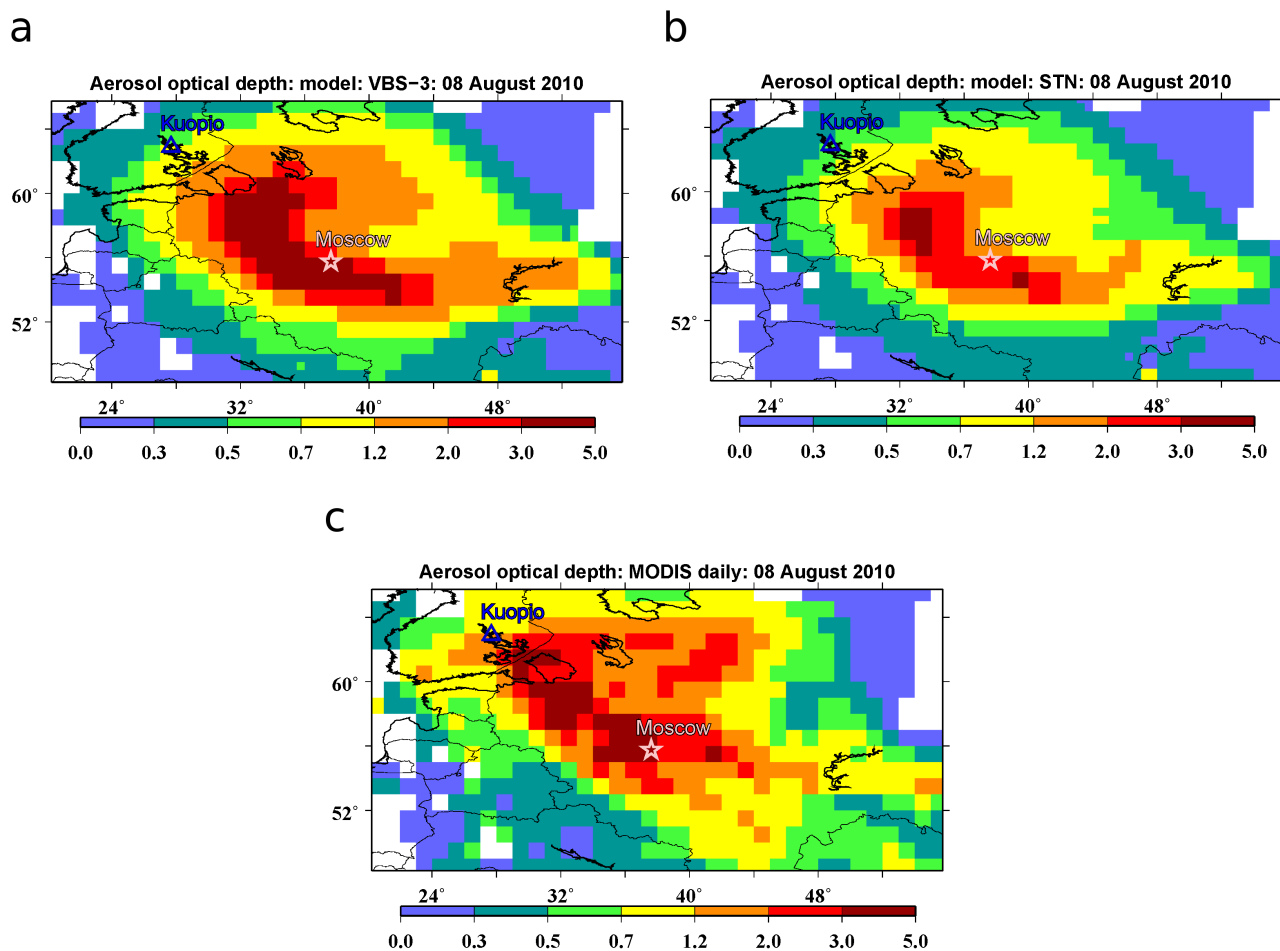 a
b
Aerosol optical depth: model: VBS−3: 08 August 2010
Aerosol optical depth: model: STN: 08 August 2010
Kuopio
Kuopio
60°
60°
Moscow
Moscow
52°
52°
24° 32° 40° 48°
24° 32° 40° 48°
0.0 0.3 0.5 0.7 1.2 2.0 3.0 5.0
0.0 0.3 0.5 0.7 1.2 2.0 3.0 5.0
c
Aerosol optical depth: MODIS daily: 08 August 2010
Kuopio
60°
Moscow
52°
24° 32° 40° 48°
0.0 0.3 0.5 0.7 1.2 2.0 3.0 5.0